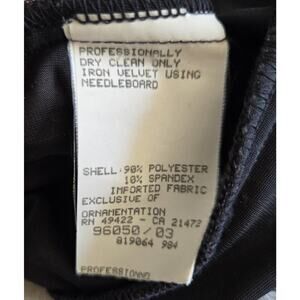 PROFESSIONALLY
DRY CLEAN ONLY
IRON VELVET USING
NEEDLEBOARD
SHELL: 90% POLYESTER
10% SPANDEX
IMPORTED FABRIC
EXCLUSIVE OF
ORNAMENTATION
RN 49422 - CA 21472
96050/03
819064 984
PROFESSIONA